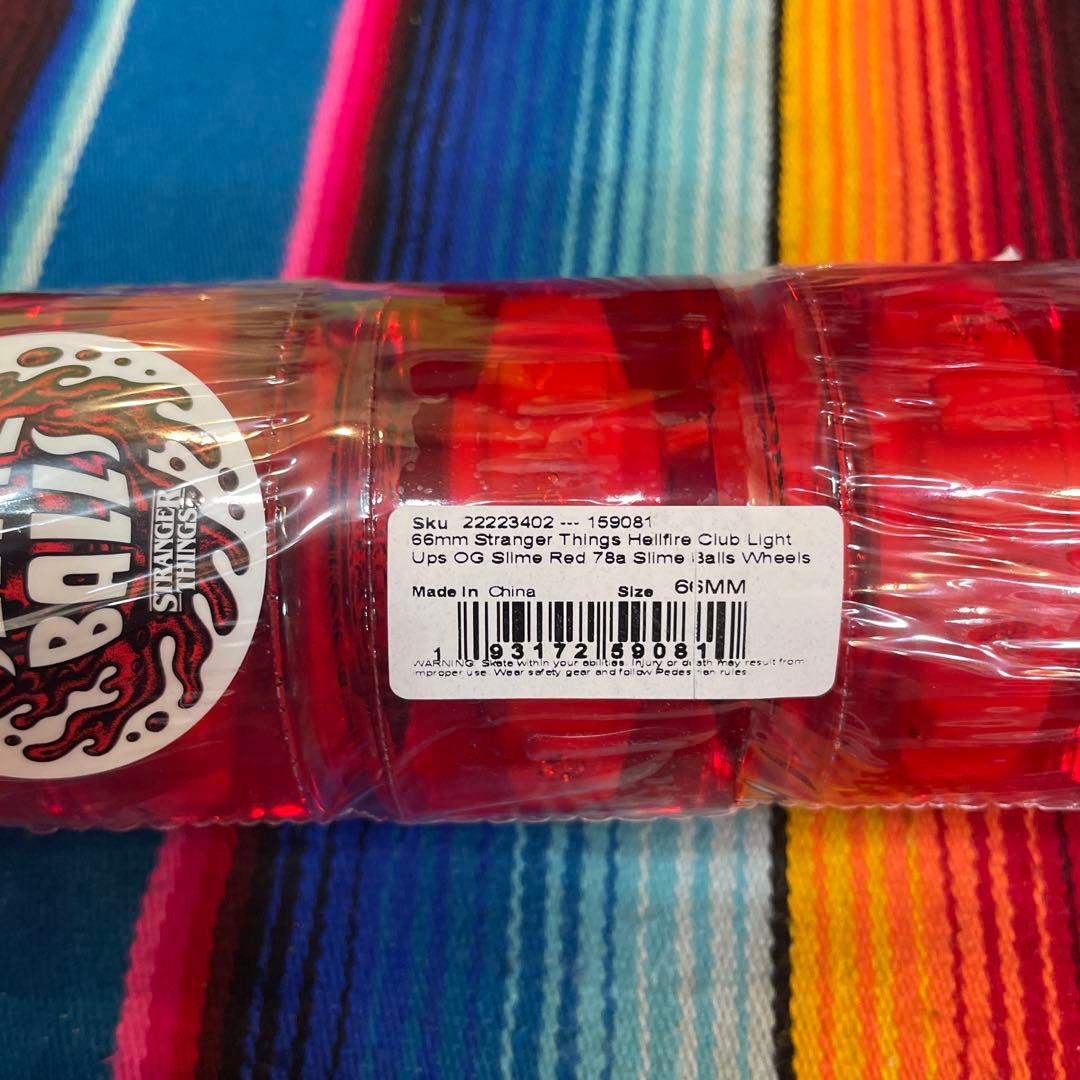 BALLS
STRANGER
THINGS
Sku 22223402 --- 159081
66mm Stranger Things Hellfire Club Light
Ups OG Slime Red 78a Slime Balls Wheels
Made In China Size 66MM
1 93172 59081
WARNING: Skate within your abilities. Injury or death may result from
improper use. Wear safety gear and follow Pedestrian rules.